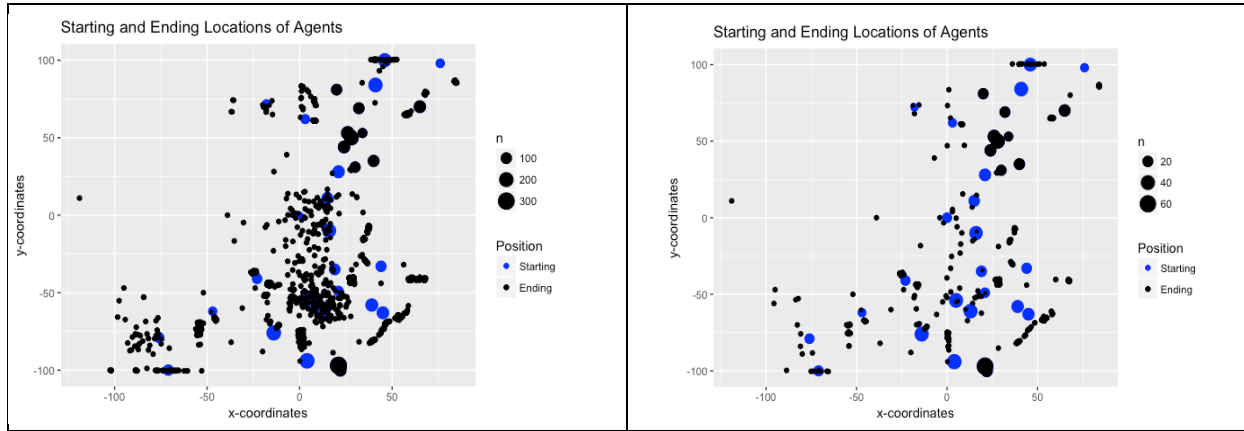 Starting and Ending Locations of Agents
100
50
0
-50
-100
y-coordinates
-100
-50
0
50
x-coordinates
n
100
200
300
Position
Starting
Ending
Starting and Ending Locations of Agents
100
50
0
-50
-100
y-coordinates
-100
-50
0
50
x-coordinates
n
20
40
60
Position
Starting
Ending